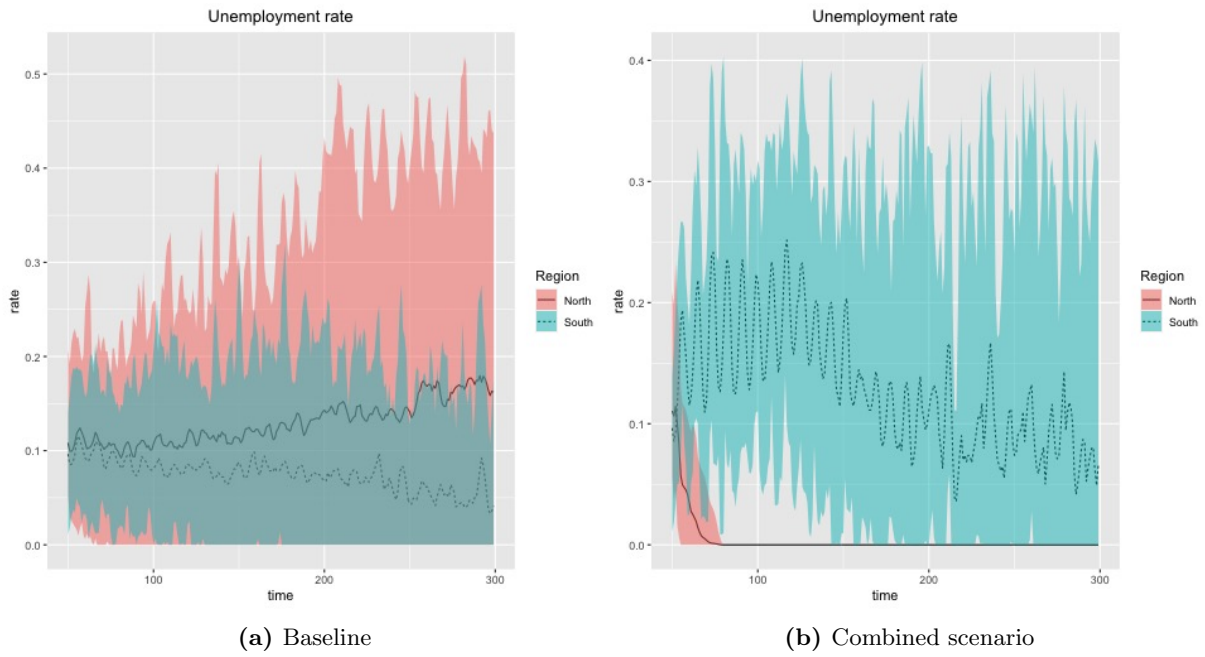 Unemployment rate
0.5
0.4
0.3
0.2
0.1
0.0
rate
100
200
300
time
Region
North
South
(a) Baseline
Unemployment rate
0.4
0.3
0.2
0.1
0.0
rate
100
200
300
time
Region
North
South
(b) Combined scenario